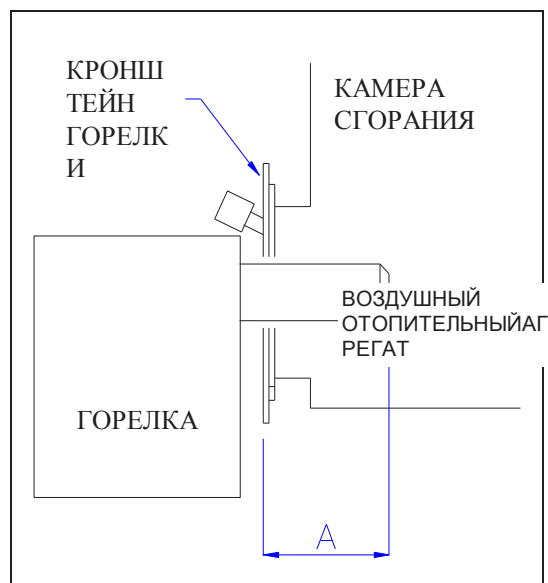 КРОНШ
ТЕЙН
ГОРЕЛК
И
КАМЕРА
СГОРАНИЯ
ВОЗДУШНЫЙ
ОТОПИТЕЛЬНЫЙАГ
РЕГАТ
ГОРЕЛКА
A